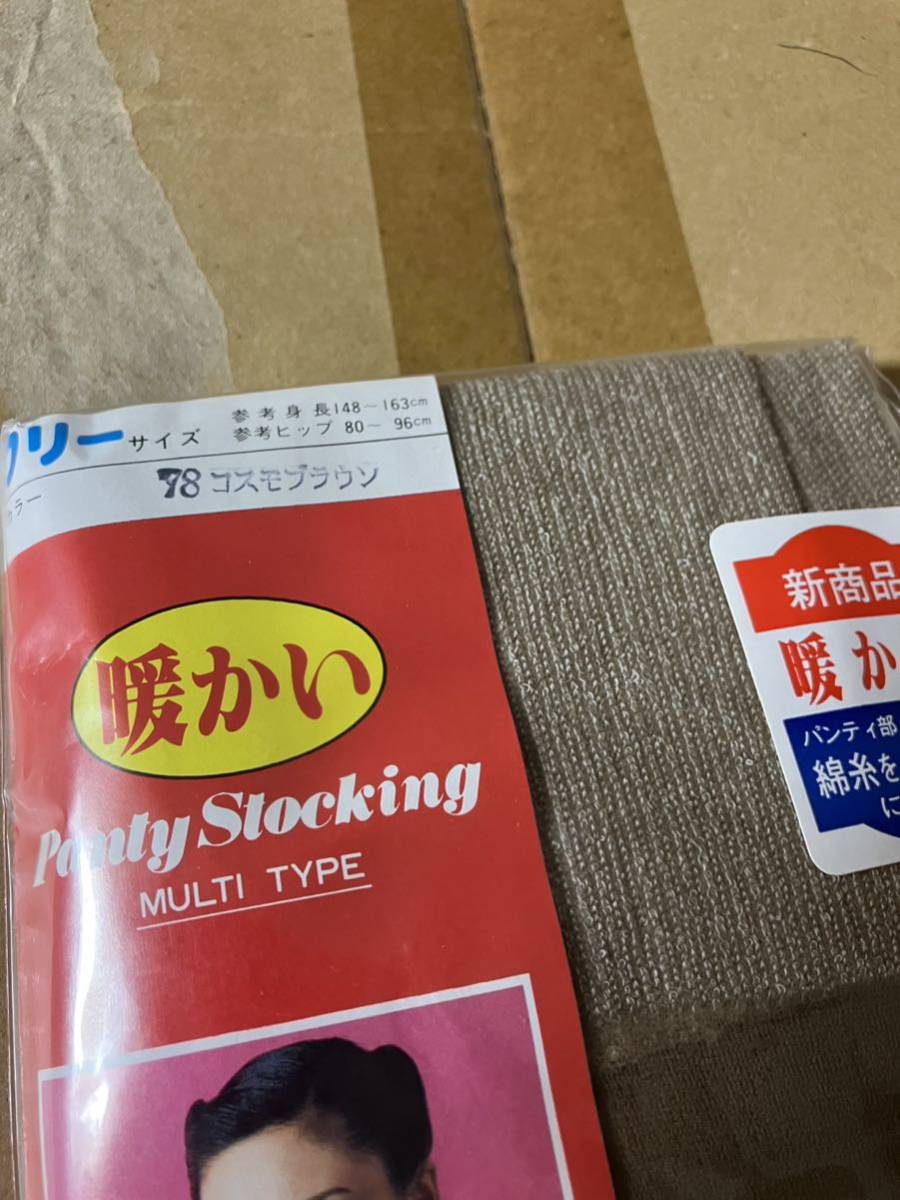 フリーサイズ 参考身長148〜163cm
参考ヒップ 80〜 96cm
カラー 78 コスモブラウン
暖かい
Panty Stocking
MULTI TYPE
新商品
暖か
パンティ部
綿糸を
に